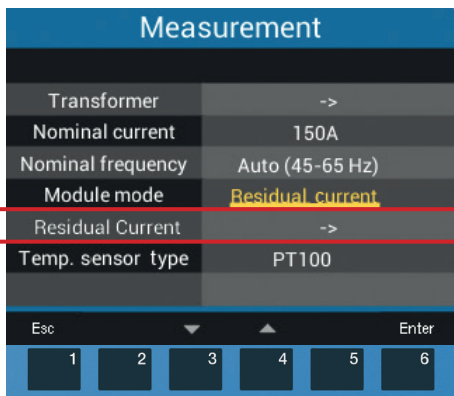 Measurement
Transformer ->
Nominal current 150A
Nominal frequency Auto (45-65 Hz)
Module mode Residual current
Residual Current ->
Temp. sensor type PT100
Esc Enter
1 2 3 4 5 6